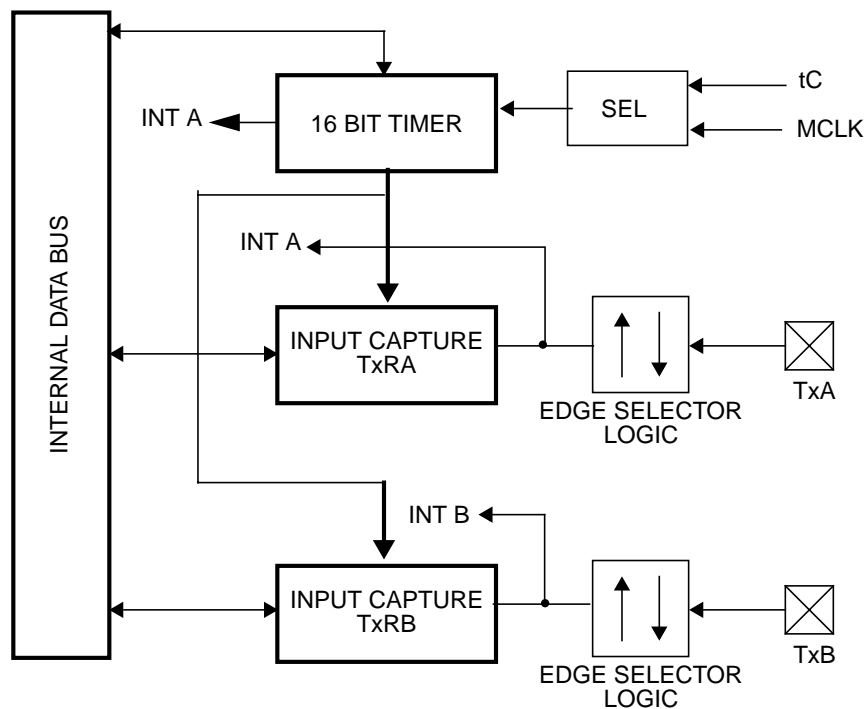 tC
SEL
INT A
16 BIT TIMER
MCLK
INTERNAL DATA BUS
INT A
INPUT CAPTURE
TxRA
TxA
EDGE SELECTOR
LOGIC
INT B
INPUT CAPTURE
TxRB
TxB
EDGE SELECTOR
LOGIC